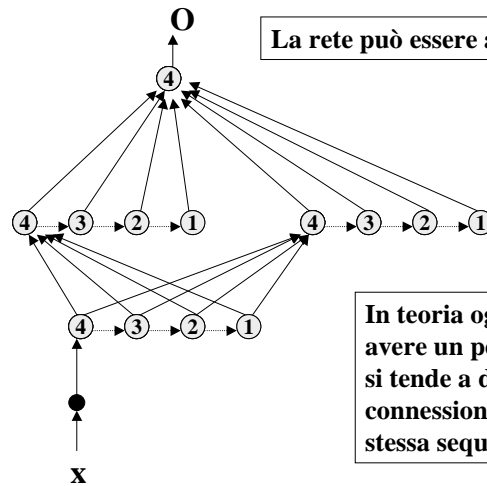 O
La rete può essere a
4
4 3 2 1 4 3 2 1
4 3 2 1
In teoria og
avere un pe
si tende a d
connession
stessa sequ
x